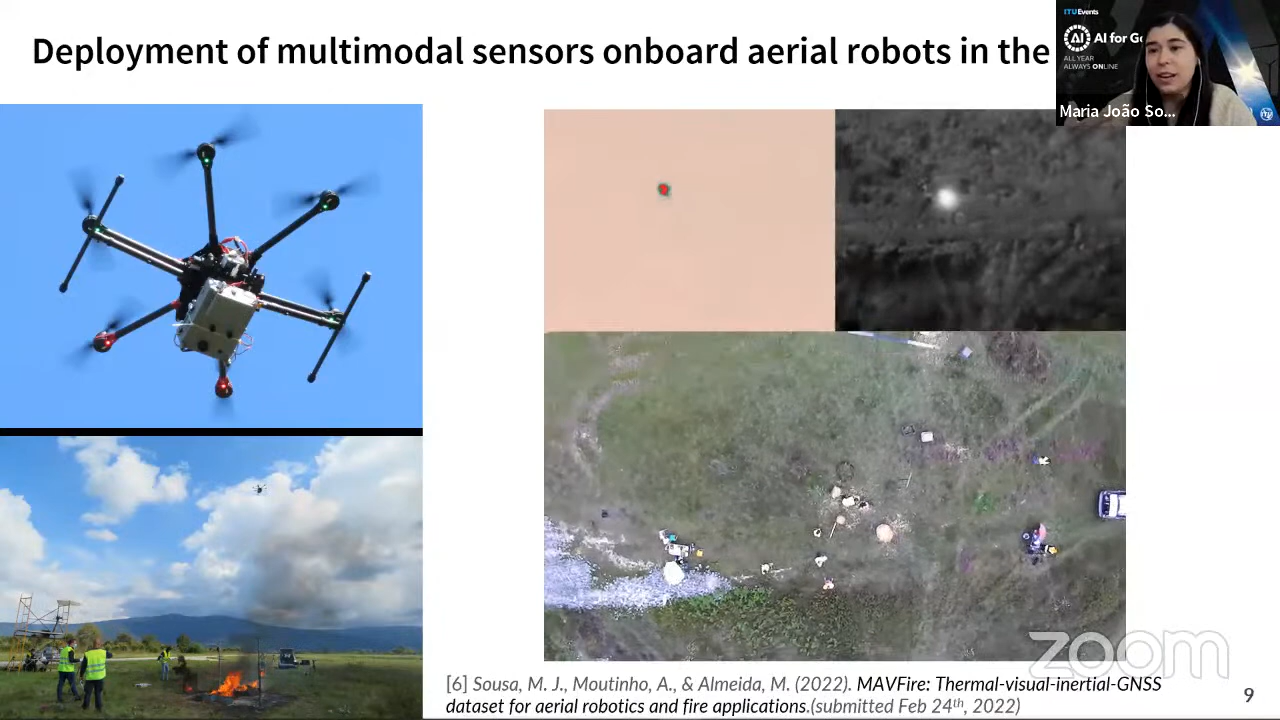 Deployment of multimodal sensors onboard aerial robots in the
ITUEvents
AI AI for Go
ALL YEAR
ALWAYS ONLINE
Maria João So...
zoom
[6] Sousa, M. J., Moutinho, A., & Almeida, M. (2022). MAVFire: Thermal-visual-inertial-GNSS
dataset for aerial robotics and fire applications.(submitted Feb 24th, 2022)
9